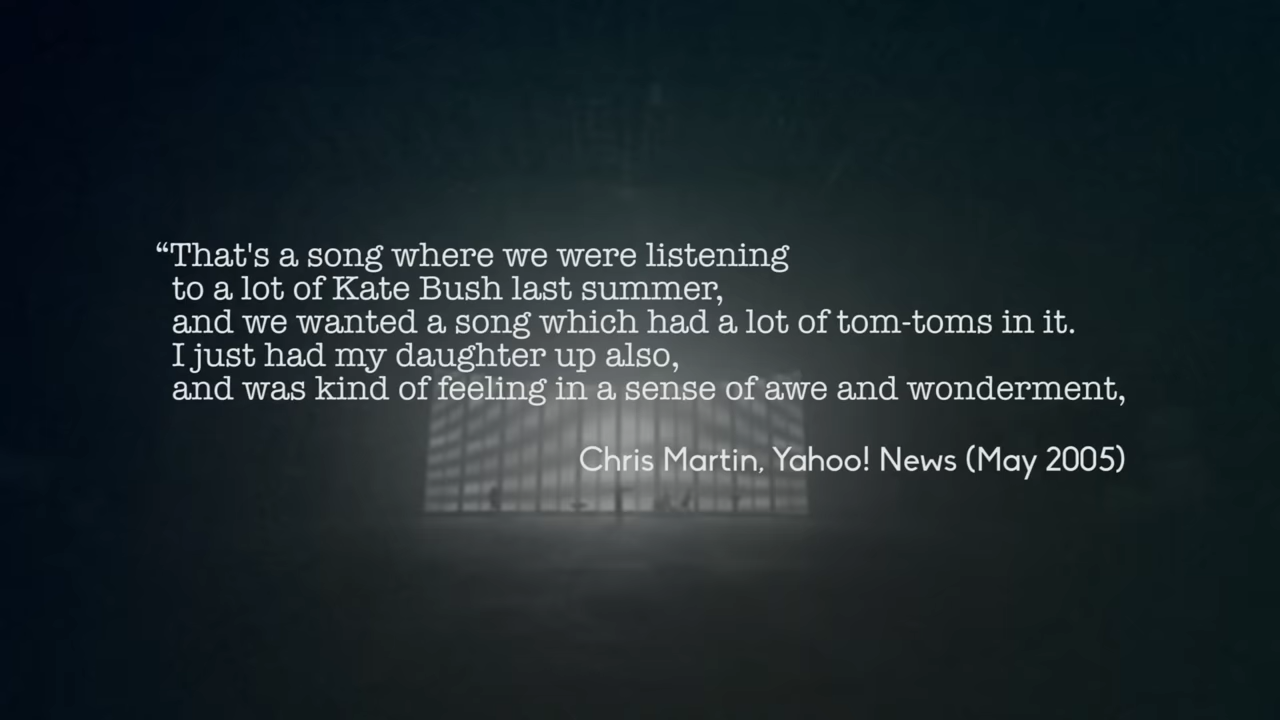 “That's a song where we were listening
to a lot of Kate Bush last summer,
and we wanted a song which had a lot of tom-toms in it.
I just had my daughter up also,
and was kind of feeling in a sense of awe and wonderment,
Chris Martin, Yahoo! News (May 2005)